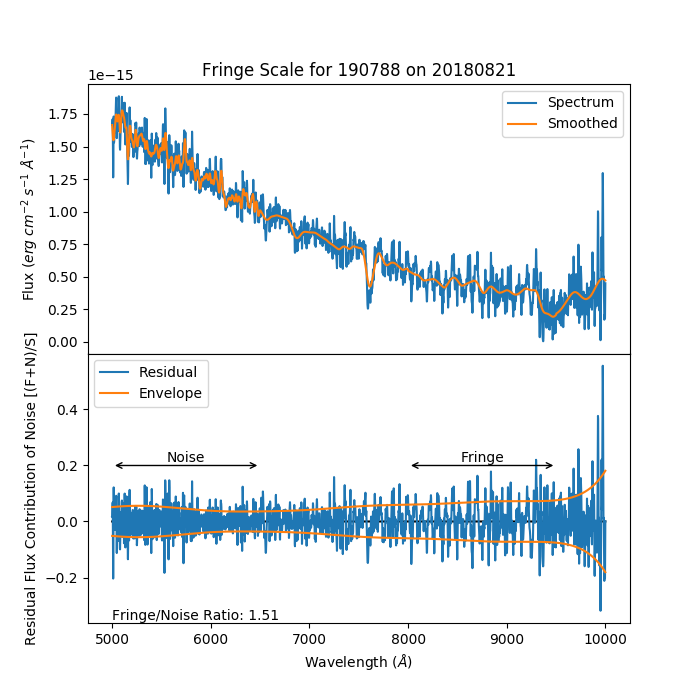 Fringe Scale for 190788 on 20180821
1e−15
Flux (erg cm⁻² s⁻¹ Å⁻¹)
1.75
1.50
1.25
1.00
0.75
0.50
0.25
0.00
Spectrum
Smoothed
Residual Flux Contribution of Noise [(F+N)/S]
0.4
0.2
0.0
−0.2
Residual
Envelope
Noise
Fringe
Fringe/Noise Ratio: 1.51
5000 6000 7000 8000 9000 10000
Wavelength (Å)